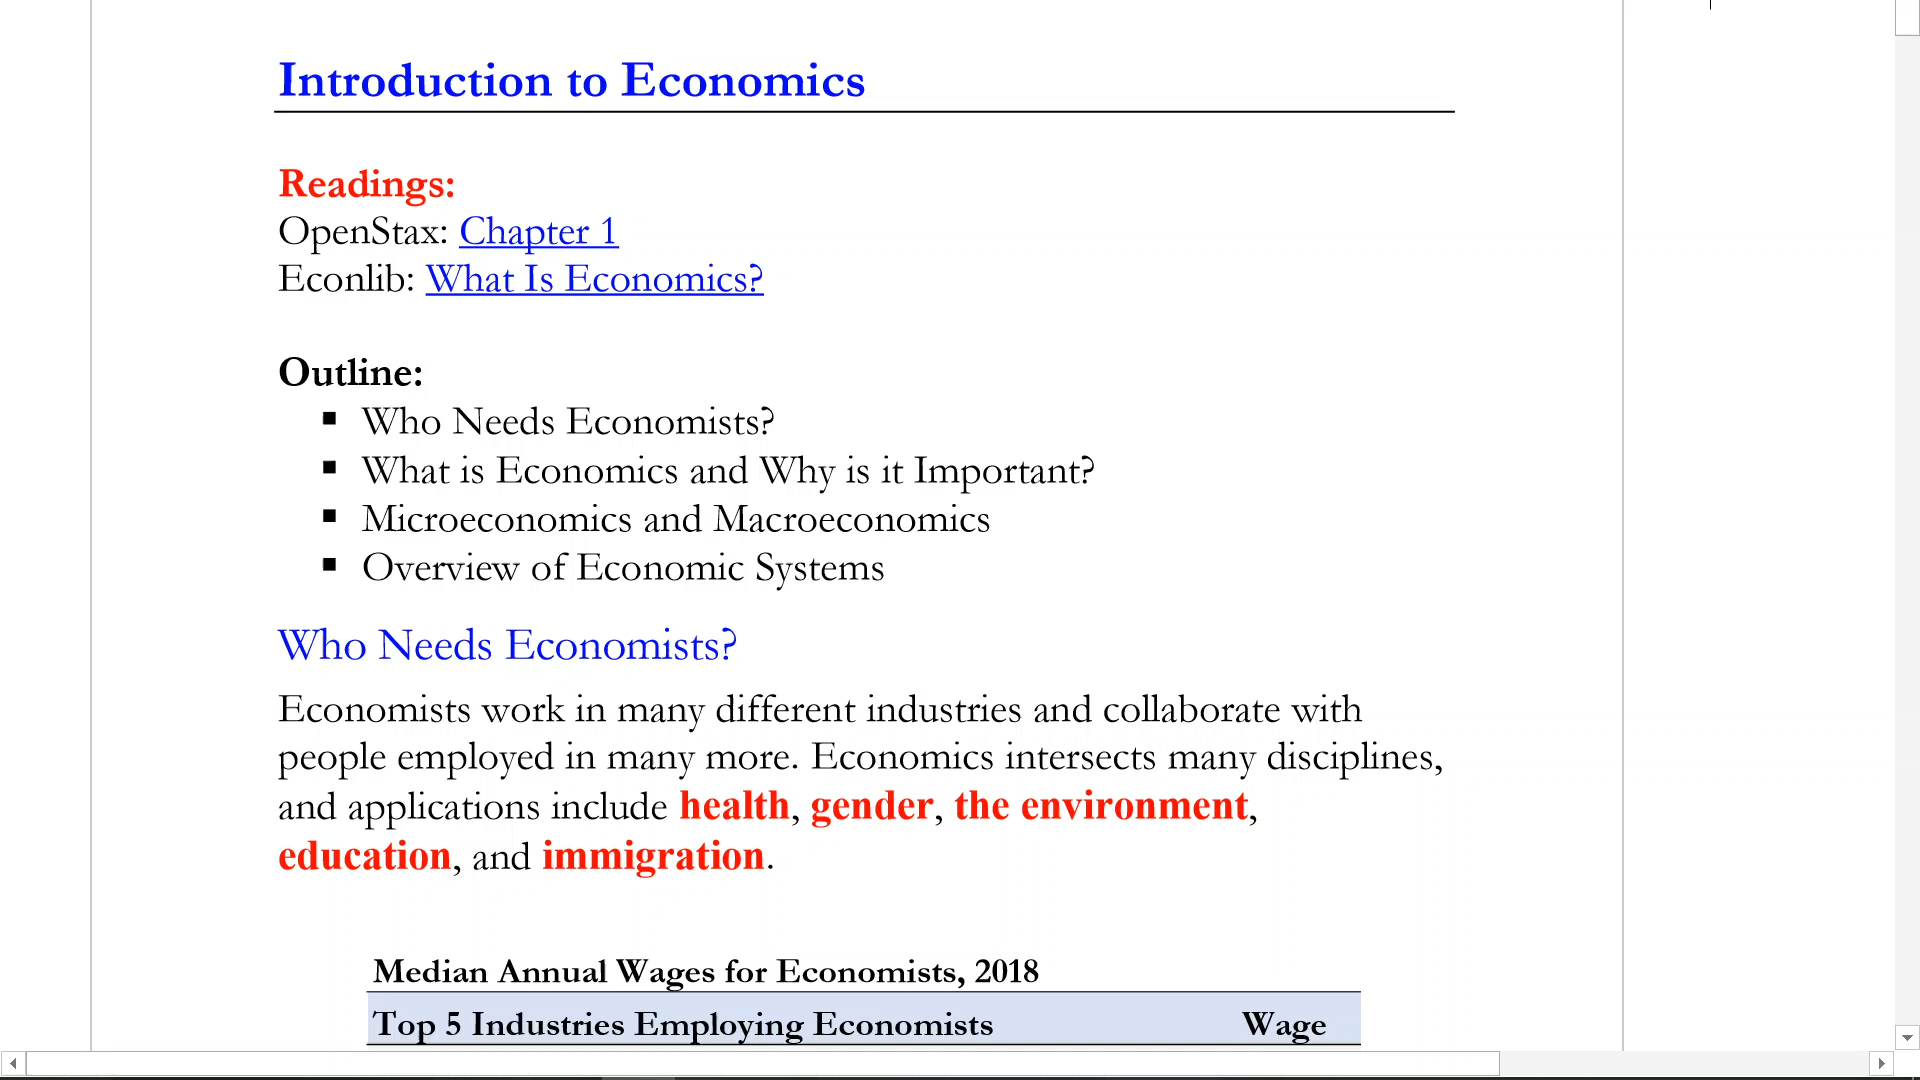 Introduction to Economics
Readings:
OpenStax: Chapter 1
Econlib: What Is Economics?
Outline:
▪ Who Needs Economists?
▪ What is Economics and Why is it Important?
▪ Microeconomics and Macroeconomics
▪ Overview of Economic Systems
Who Needs Economists?
Economists work in many different industries and collaborate with
people employed in many more. Economics intersects many disciplines,
and applications include health, gender, the environment,
education, and immigration.
Median Annual Wages for Economists, 2018
Top 5 Industries Employing Economists Wage